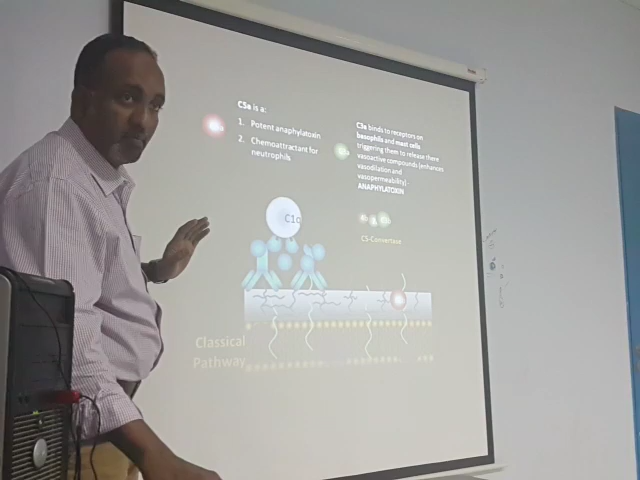 C5a is a:
1. Potent anaphylatoxin
2. Chemoattractant for
neutrophils
C3a binds to receptors on
basophils and mast cells
triggering them to release there
vasoactive compounds (enhances
vasodilation and
vasopermeability) -
ANAPHYLATOXIN
C1q
C5-Convertase
Classical
Pathway